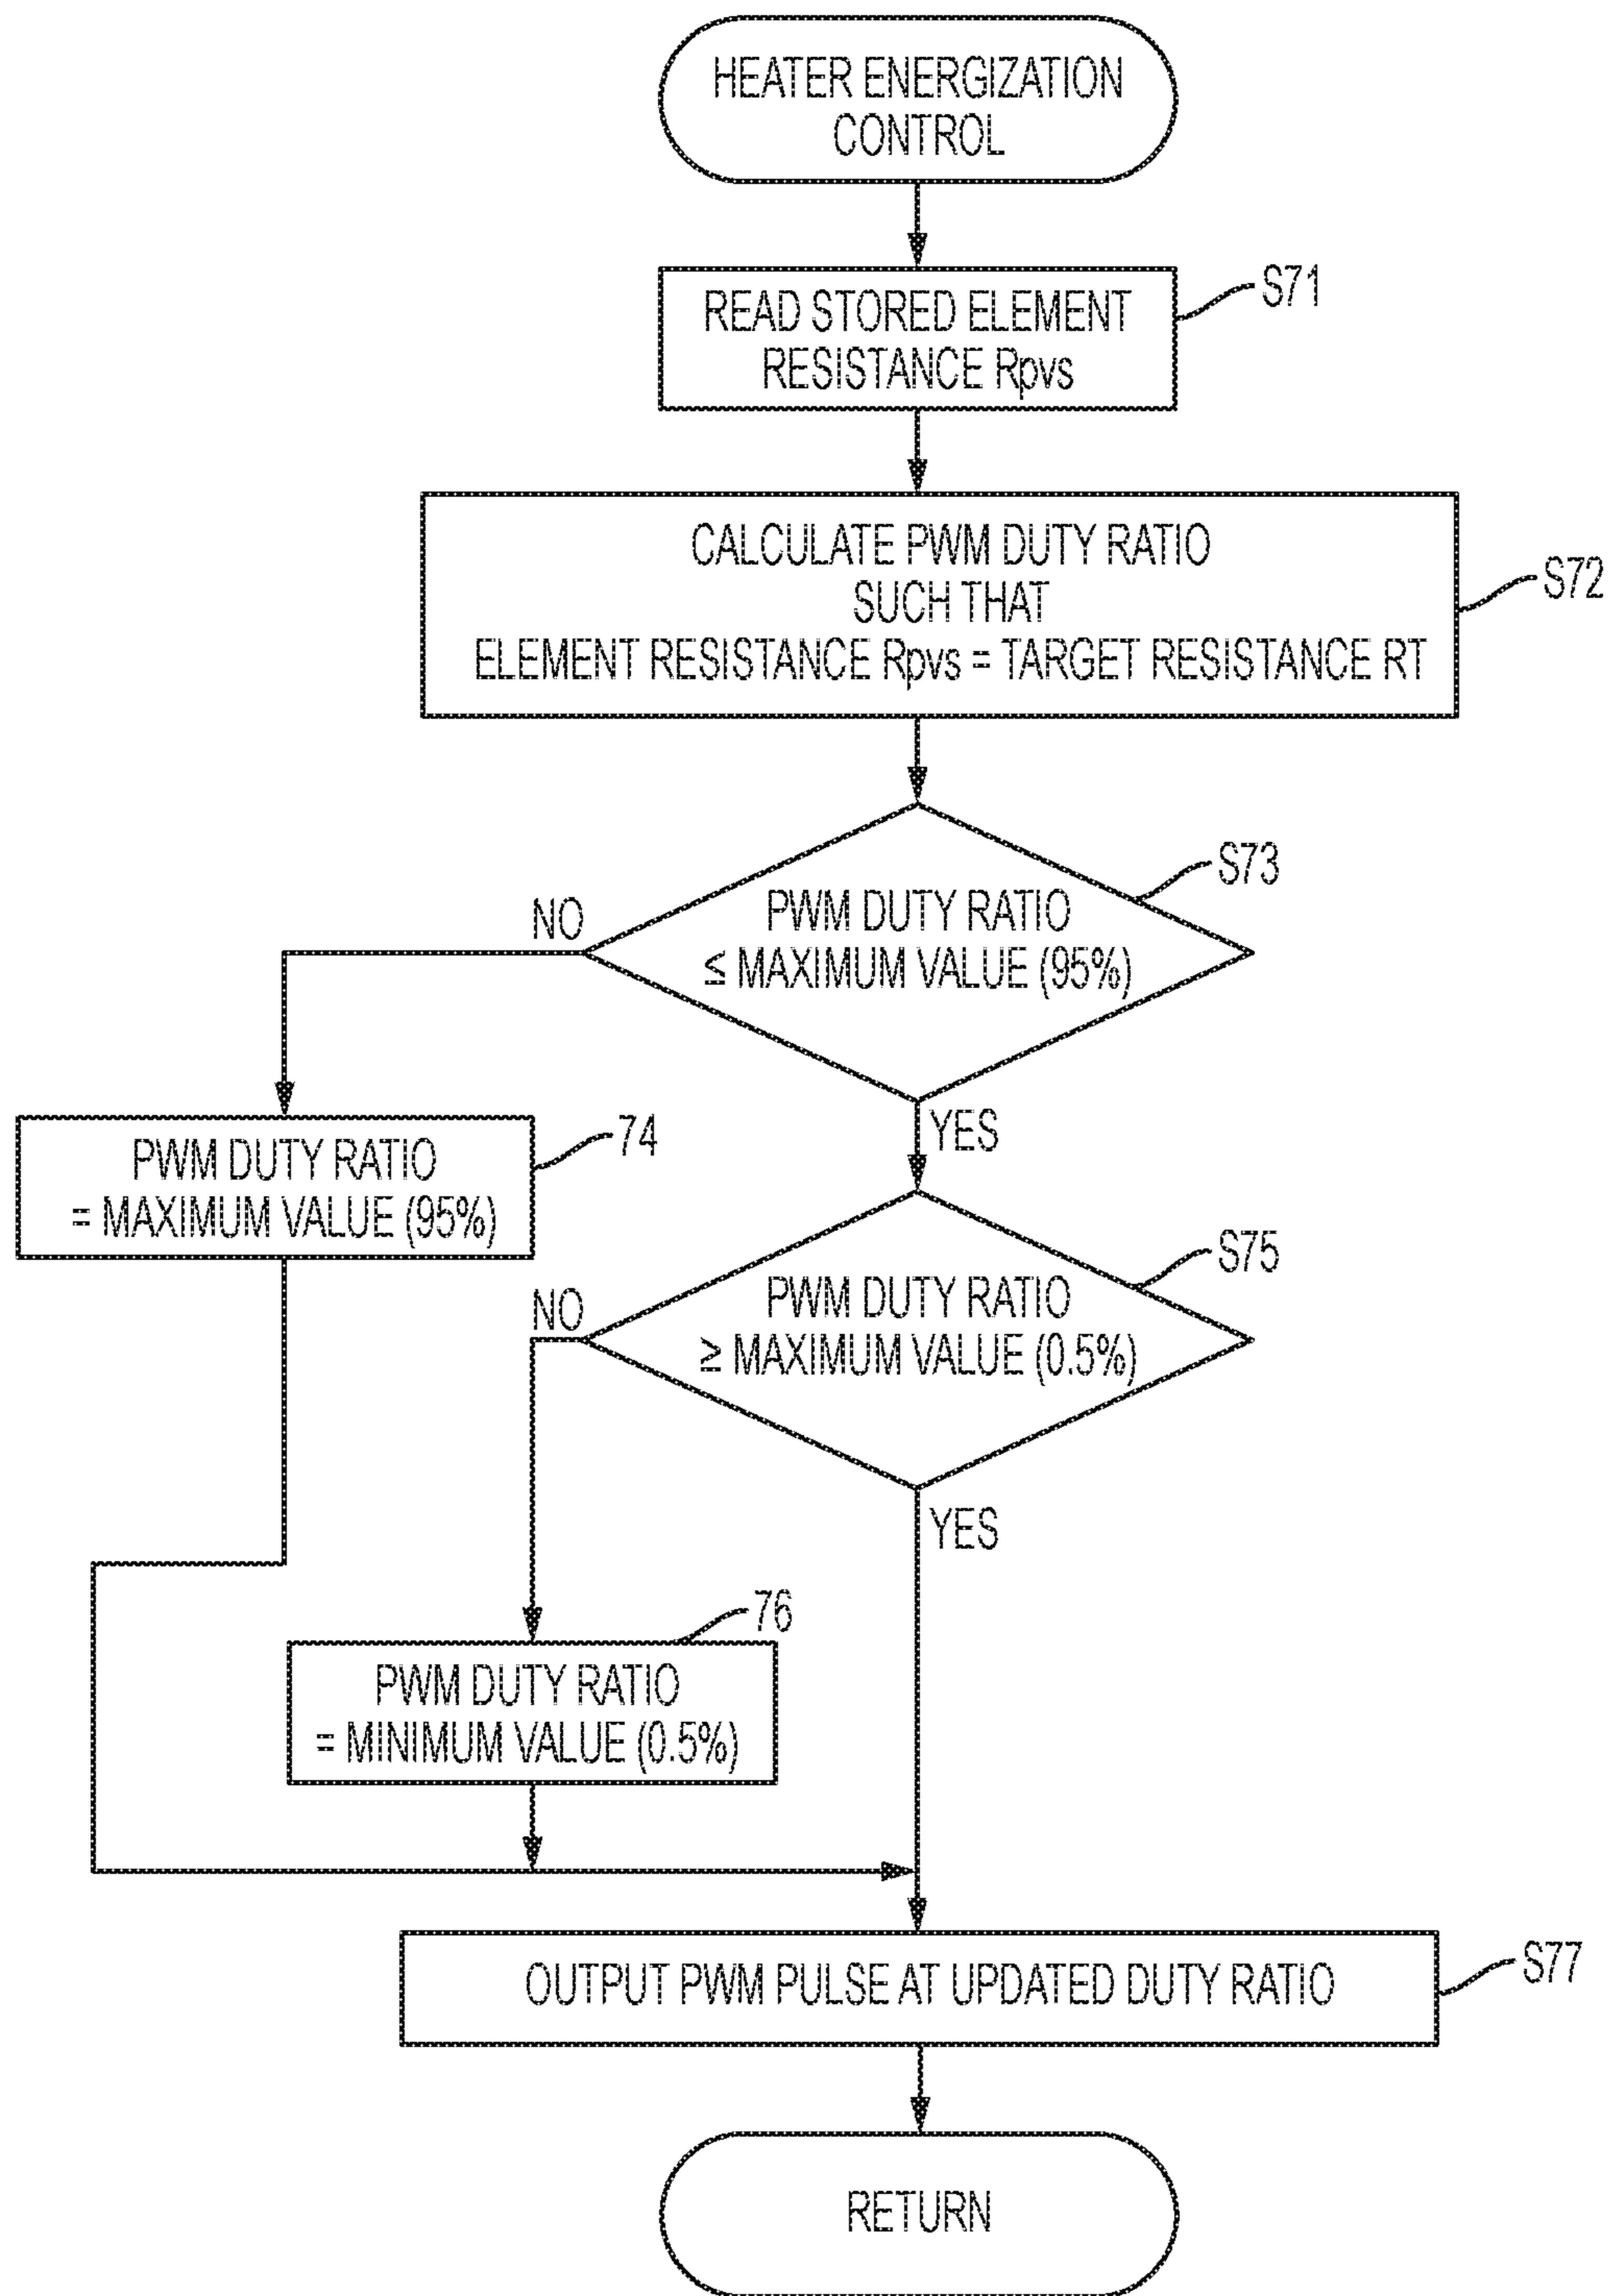 HEATER ENERGIZATION
CONTROL
READ STORED ELEMENT
RESISTANCE Rpvs
S71
CALCULATE PWM DUTY RATIO
SUCH THAT
ELEMENT RESISTANCE Rpvs = TARGET RESISTANCE RT
S72
PWM DUTY RATIO
≤ MAXIMUM VALUE (95%)
S73
NO
YES
PWM DUTY RATIO
= MAXIMUM VALUE (95%)
74
PWM DUTY RATIO
≥ MAXIMUM VALUE (0.5%)
S75
NO
YES
PWM DUTY RATIO
= MINIMUM VALUE (0.5%)
76
OUTPUT PWM PULSE AT UPDATED DUTY RATIO
S77
RETURN